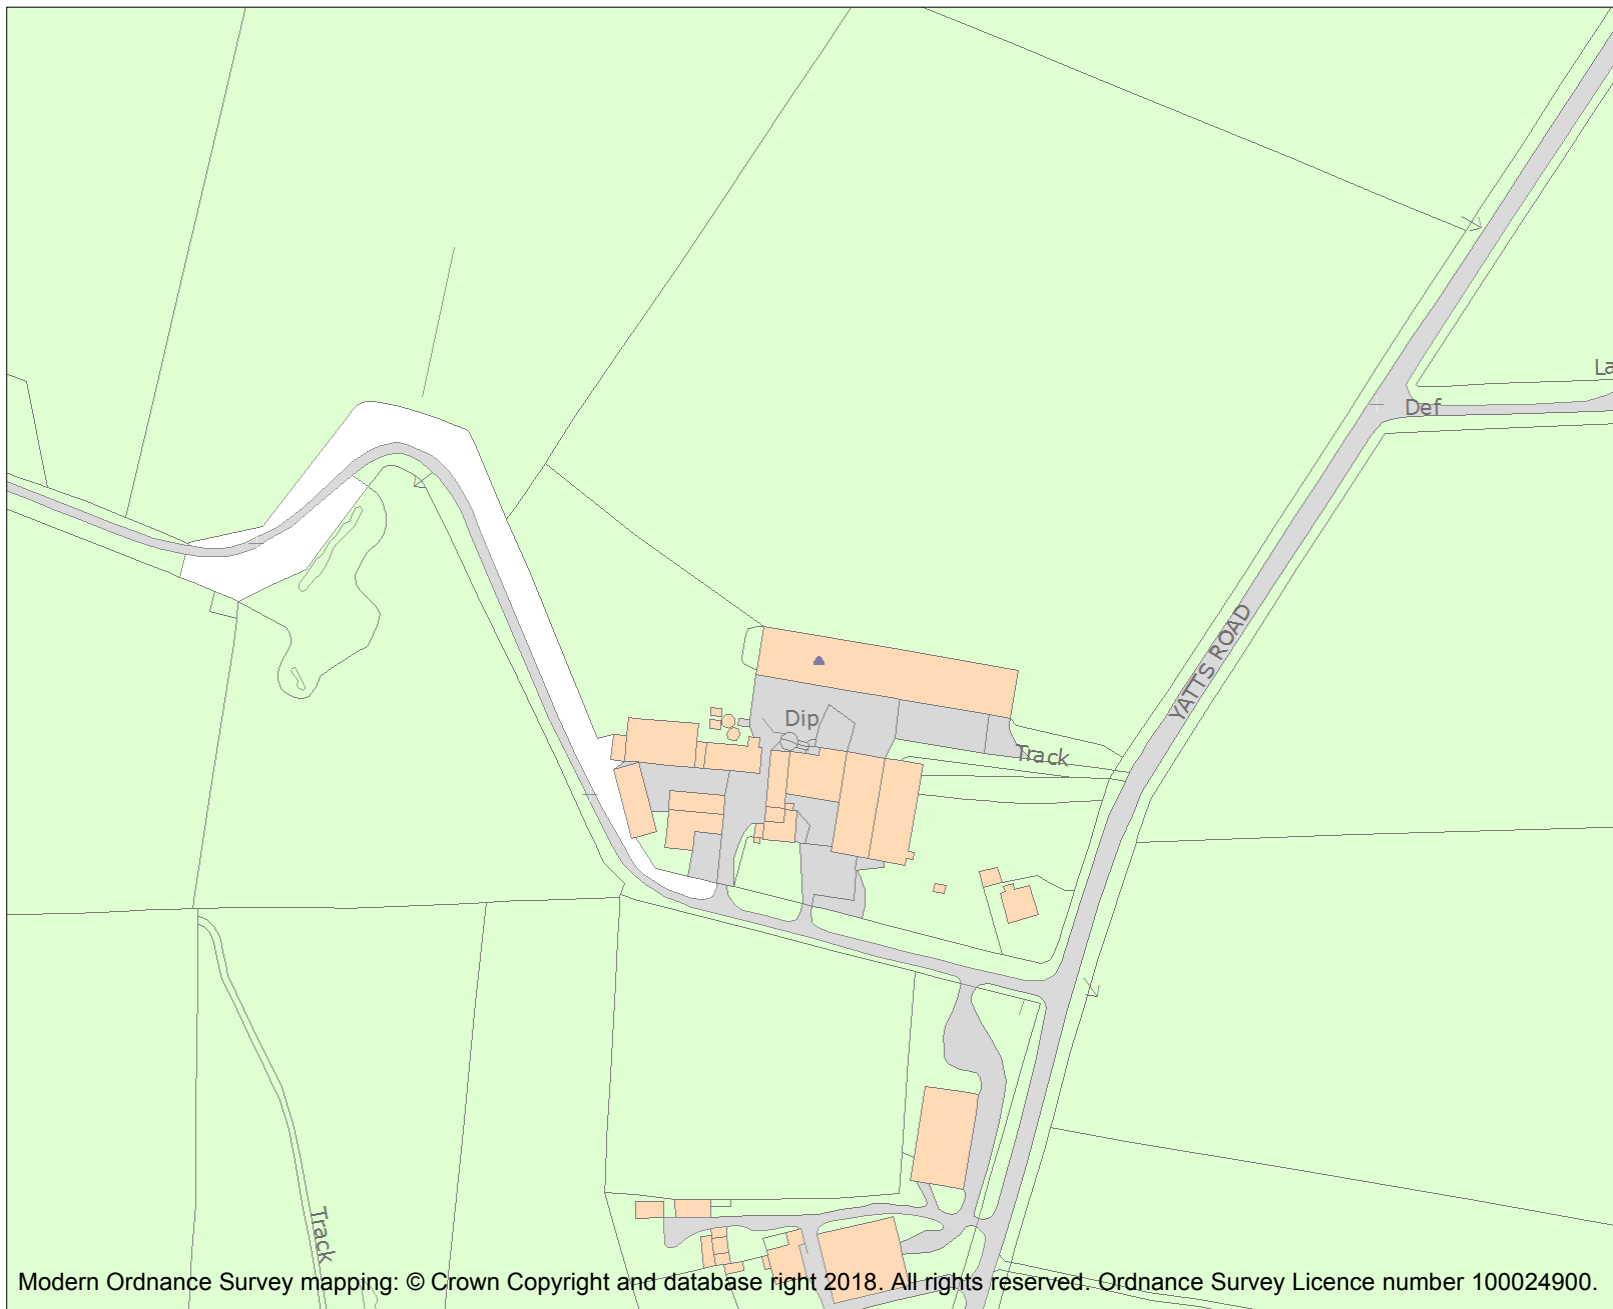 La
Def
YATTS ROAD
Dip
Track
Track
Modern Ordnance Survey mapping: © Crown Copyright and database right 2018. All rights reserved. Ordnance Survey Licence number 100024900.